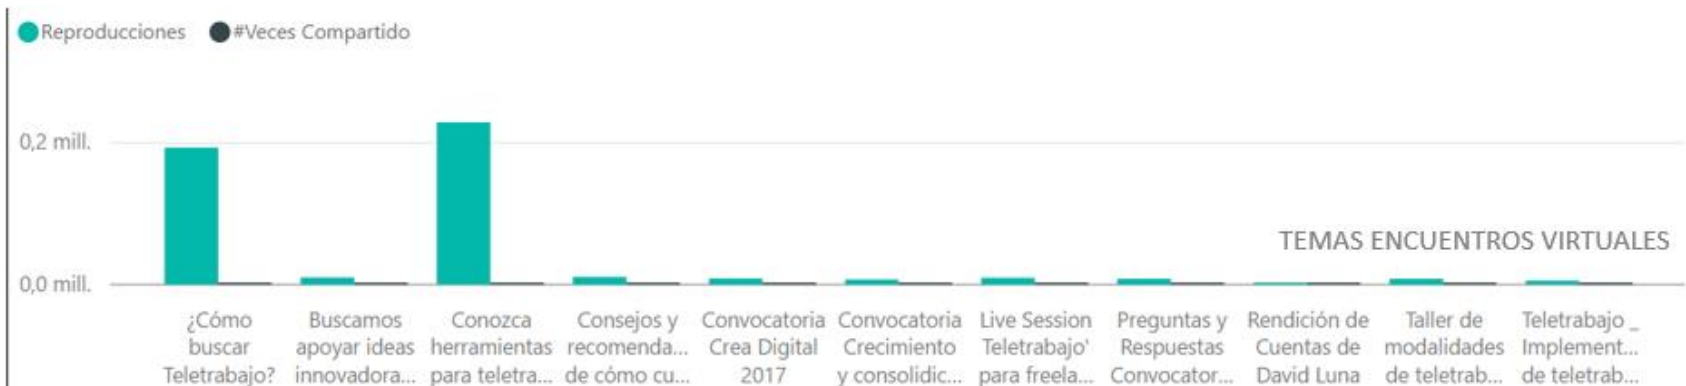 Reproducciones #Veces Compartido
0,2 mill.
TEMAS ENCUENTROS VIRTUALES
0,0 mill.
¿Cómo buscar Teletrabajo?
Buscamos apoyar ideas innovadora...
Conozca herramientas para teletra...
Consejos y recomenda... de cómo cu...
Convocatoria Crea Digital 2017
Convocatoria Crecimiento y consolidic...
Live Session Teletrabajo' para freela...
Preguntas y Respuestas Convocator...
Rendición de Cuentas de David Luna
Taller de modalidades de teletrab...
Teletrabajo _ Implement... de teletrab...